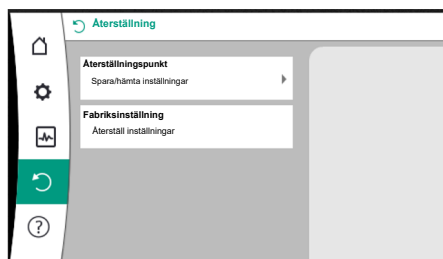 Återställning
Återställningspunkt
Spara/hämta inställningar
Fabriksinställning
Återställ inställningar